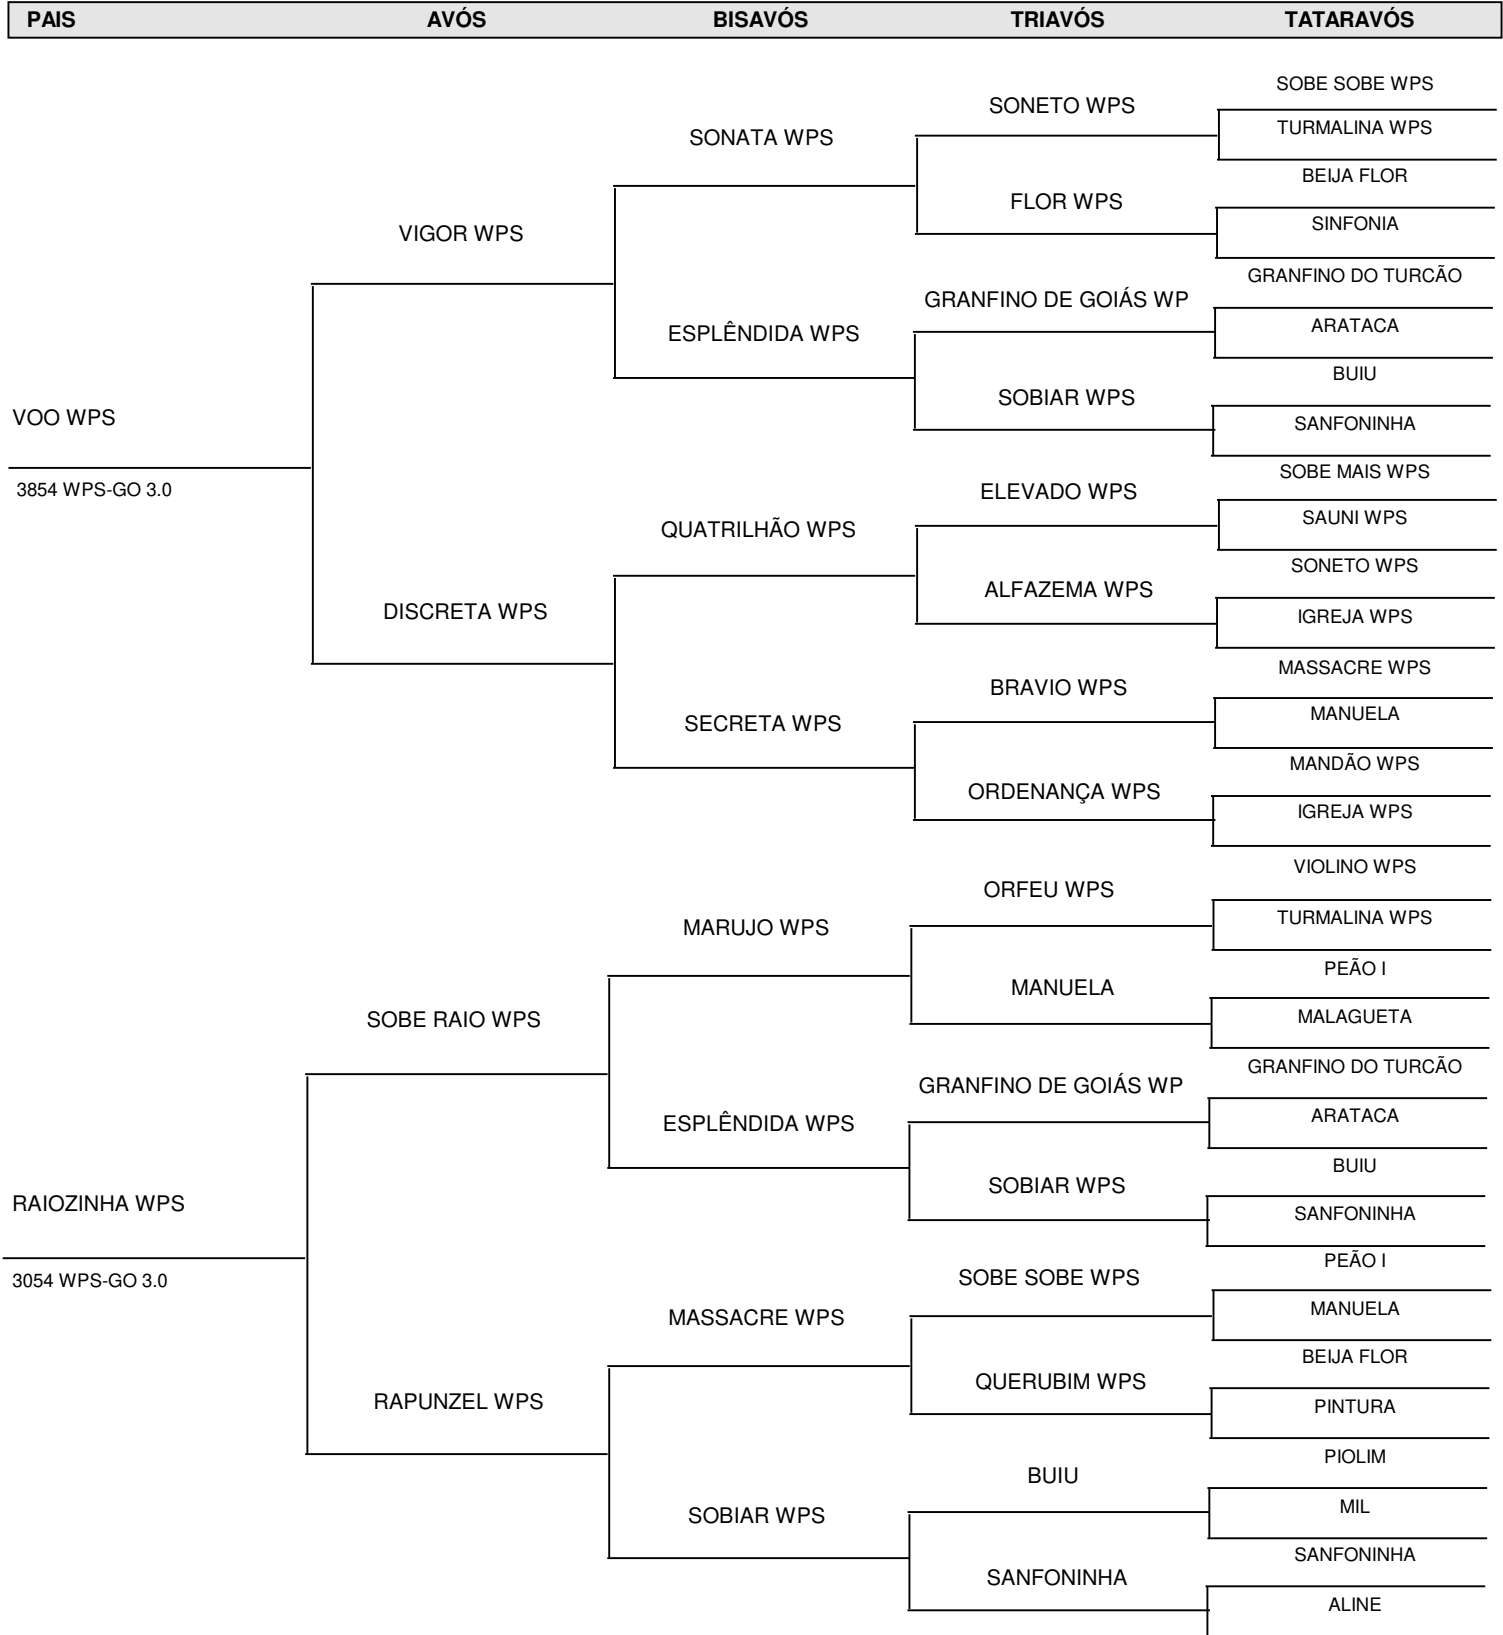 PAIS AVÓS BISAVÓS TRIAVÓS TATARAVÓS
SOBE SOBE WPS
SONETO WPS
TURMALINA WPS
SONATA WPS
BEIJA FLOR
FLOR WPS
SINFONIA
VIGOR WPS
GRANFINO DO TURCÃO
GRANFINO DE GOIÁS WP
ARATACA
ESPLÊNDIDA WPS
BUIU
SOBIAR WPS
VOO WPS
SANFONINHA
SOBE MAIS WPS
3854 WPS-GO 3.0
ELEVADO WPS
SAUNI WPS
QUATRILHÃO WPS
SONETO WPS
ALFAZEMA WPS
DISCRETA WPS
IGREJA WPS
MASSACRE WPS
BRAVIO WPS
MANUELA
SECRETA WPS
MANDÃO WPS
ORDENANÇA WPS
IGREJA WPS
VIOLINO WPS
ORFEU WPS
TURMALINA WPS
MARUJO WPS
PEÃO I
MANUELA
MALAGUETA
SOBE RAIO WPS
GRANFINO DO TURCÃO
GRANFINO DE GOIÁS WP
ARATACA
ESPLÊNDIDA WPS
BUIU
SOBIAR WPS
RAIOZINHA WPS
SANFONINHA
PEÃO I
3054 WPS-GO 3.0
SOBE SOBE WPS
MANUELA
MASSACRE WPS
BEIJA FLOR
QUERUBIM WPS
RAPUNZEL WPS
PINTURA
PIOLIM
BUIU
MIL
SOBIAR WPS
SANFONINHA
SANFONINHA
ALINE